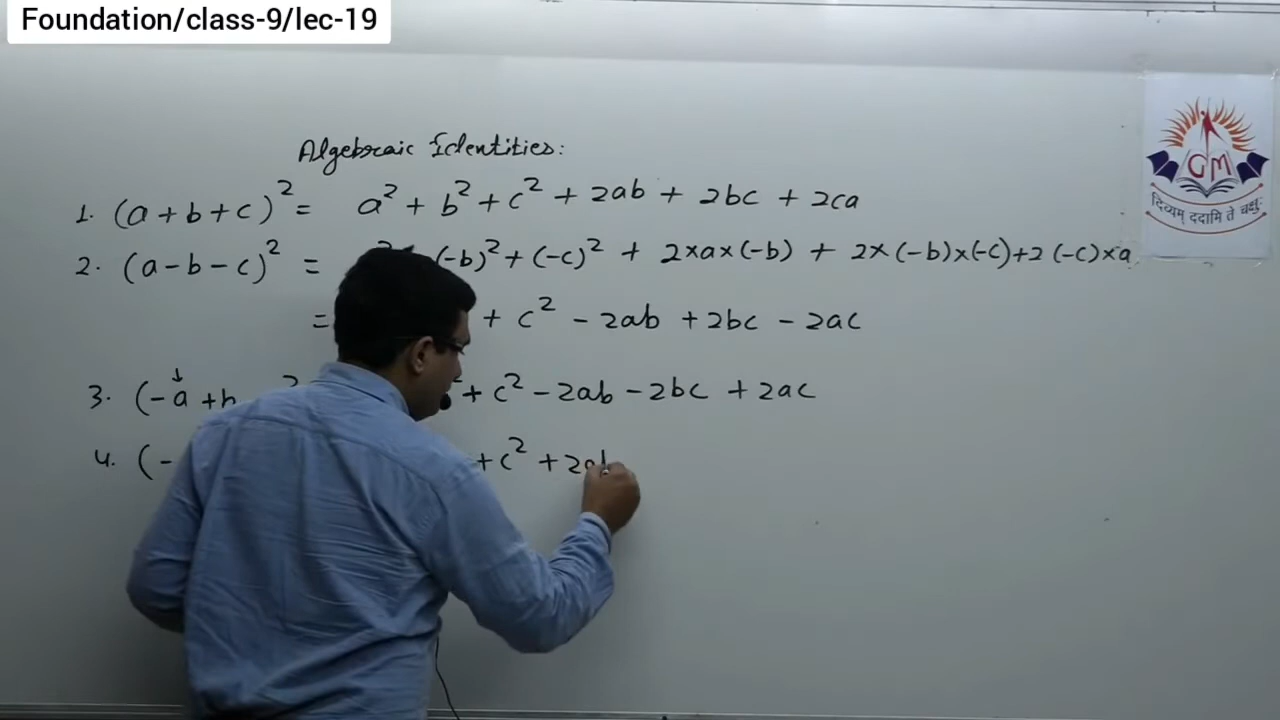 Foundation/class-9/lec-19
Algebraic Identities:
1. (a+b+c)² = a² + b² + c² + 2ab + 2bc + 2ca
2. (a-b-c)² = (-b)² + (-c)² + 2×a×(-b) + 2×(-b)×(-c)+2(-c)×a
= + c² - 2ab + 2bc - 2ac
3. (-a + b + c² - 2ab - 2bc + 2ac
4. (- + c² + 2ab
GM
दिव्यम् ददामि ते चक्षुः